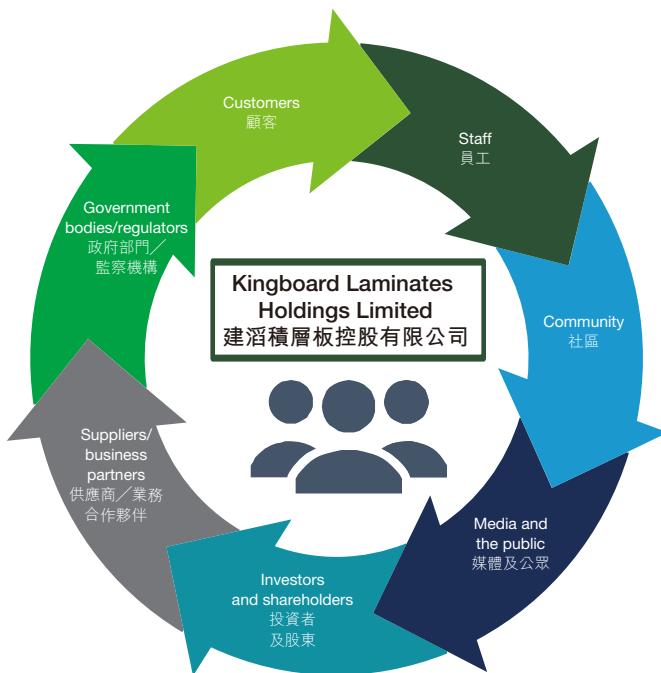 Customers
顧客
Staff
員工
Government
bodies/regulators
政府部門／
監察機構
Kingboard Laminates
Holdings Limited
建滔積層板控股有限公司
Community
社區
Suppliers/
business
partners
供應商／業務
合作夥伴
Media and
the public
媒體及公眾
Investors
and shareholders
投資者
及股東